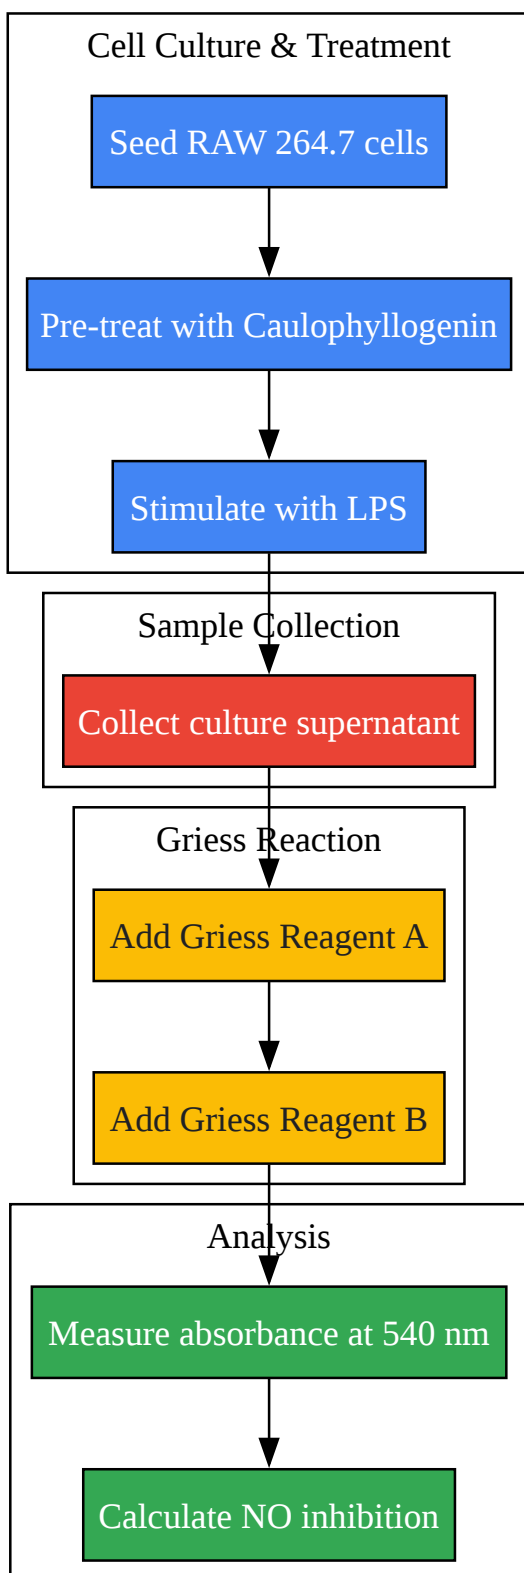 Cell Culture & Treatment
Seed RAW 264.7 cells
Pre-treat with Caulophyllogenin
Stimulate with LPS
Sample Collection
Collect culture supernatant
Griess Reaction
Add Griess Reagent A
Add Griess Reagent B
Analysis
Measure absorbance at 540 nm
Calculate NO inhibition